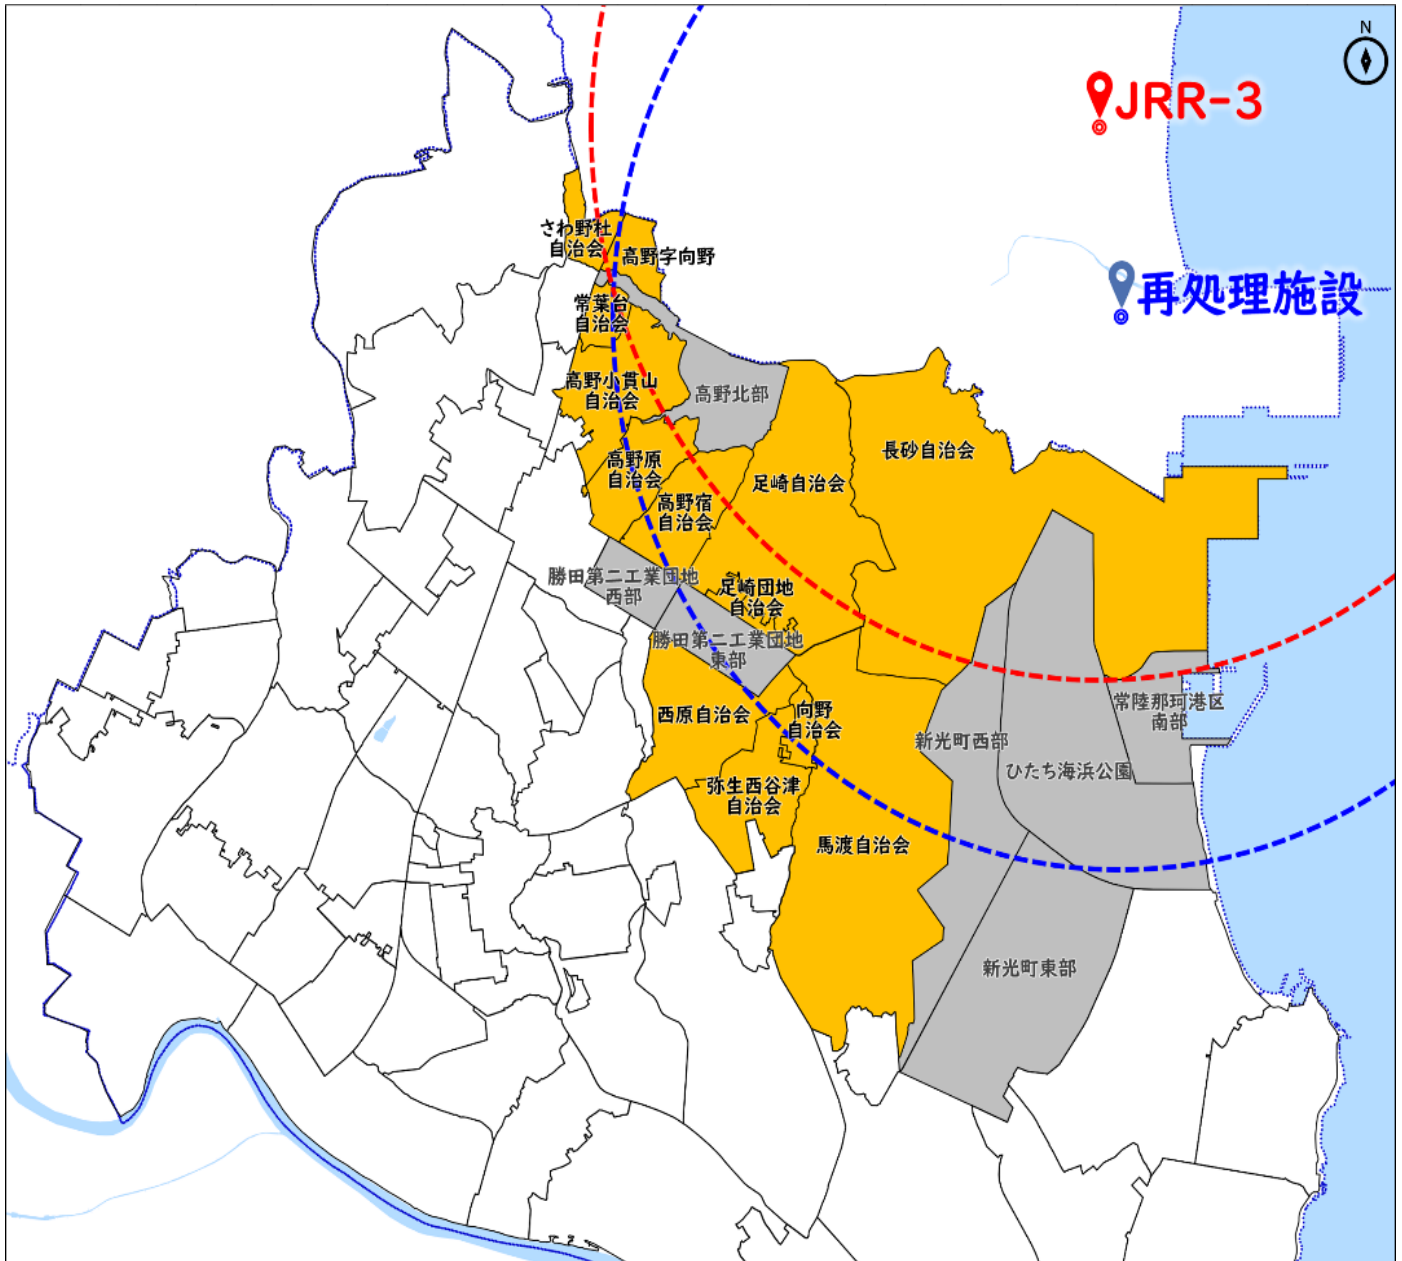 N
JRR-3
再処理施設
さわ野杜
自治会
高野字向野
常葉台
自治会
高野小貫山
自治会
高野北部
長砂自治会
高野原
自治会
足崎自治会
高野宿
自治会
勝田第二工業団地
西部
足崎団地
自治会
勝田第二工業団地
東部
西原自治会
向野
自治会
常陸那珂港区
南部
新光町西部
ひたち海浜公園
弥生西谷津
自治会
馬渡自治会
新光町東部